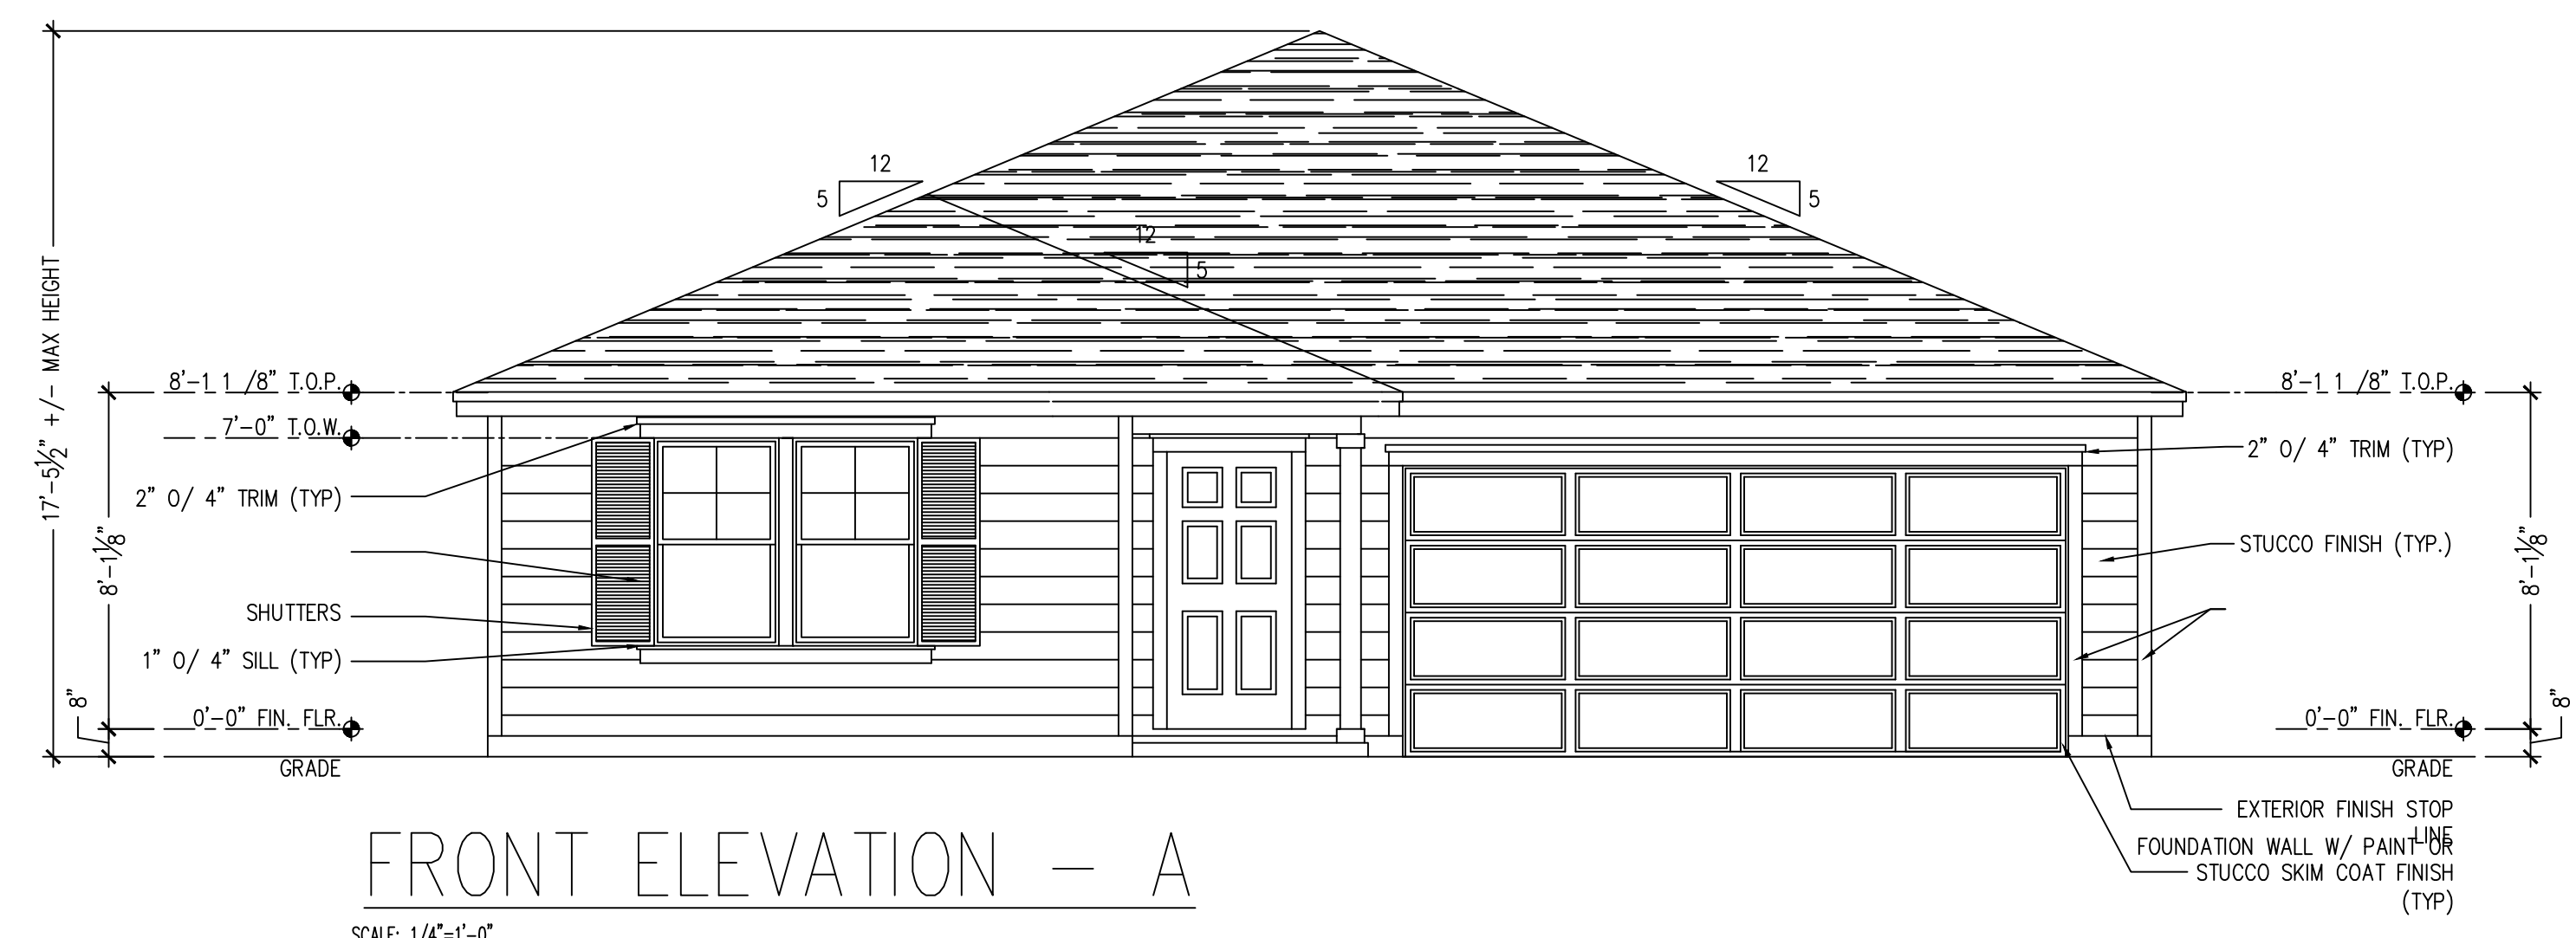 12
5
12
5
12
5
17'-5½" +/- MAX HEIGHT
8'-1 1 /8" T.O.P.
8'-1 1 /8" T.O.P.
7'-0" T.O.W.
2" O/ 4" TRIM (TYP)
2" O/ 4" TRIM (TYP)
8'-1⅛"
8'-1⅛"
STUCCO FINISH (TYP.)
SHUTTERS
1" O/ 4" SILL (TYP)
8"
8"
0'-0" FIN. FLR.
0'-0" FIN. FLR.
GRADE
GRADE
EXTERIOR FINISH STOP
LINE
FOUNDATION WALL W/ PAINT OR
STUCCO SKIM COAT FINISH
(TYP)
FRONT ELEVATION - A
SCALE: 1/4"=1'-0"